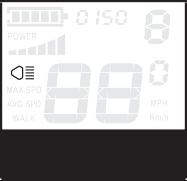 0150 8
POWER
0
MAX.SPD 88
AVG.SPD MPH
WALK Km/h